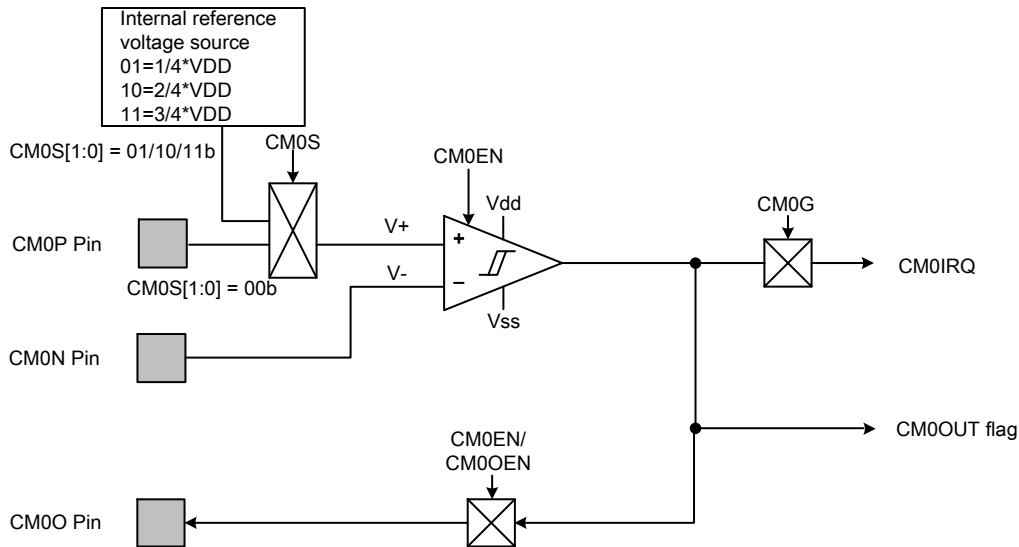 Internal reference
voltage source
01=1/4*VDD
10=2/4*VDD
11=3/4*VDD
CM0S[1:0] = 01/10/11b
CM0S
CM0EN
Vdd
CM0G
CM0P Pin
V+
+
CM0IRQ
V-
−
CM0S[1:0] = 00b
Vss
CM0N Pin
CM0EN/
CM0OEN
CM0OUT flag
CM0O Pin